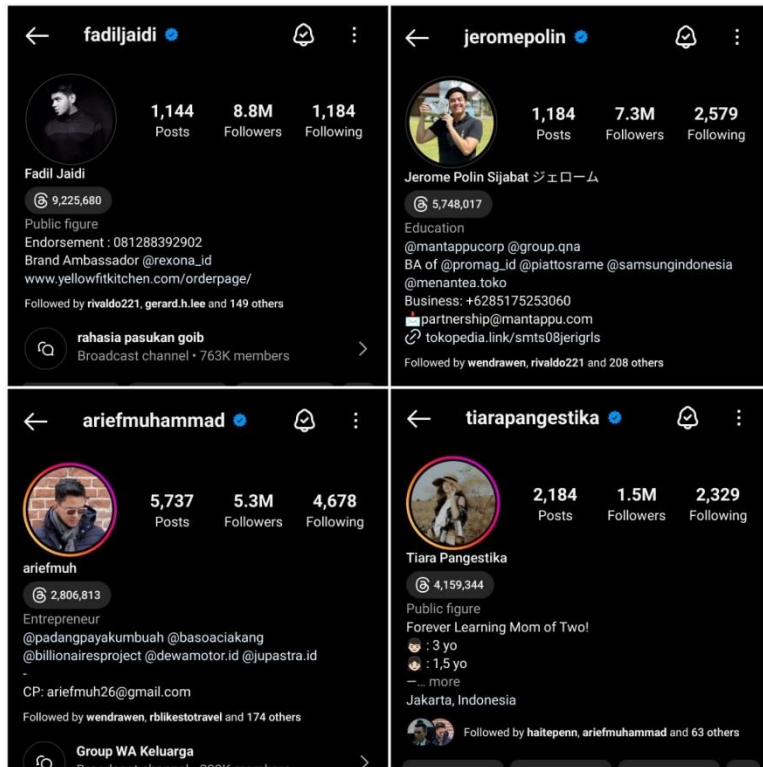 fadiljaidi
1,144 8.8M 1,184
Posts Followers Following
Fadil Jaidi
9,225,680
Public figure
Endorsement : 081288392902
Brand Ambassador @rexona_id
www.yellowfitkitchen.com/orderpage/
Followed by rivaldo221, gerard.h.lee and 149 others
rahasia pasukan goib
Broadcast channel • 763K members
jeromepolin
1,184 7.3M 2,579
Posts Followers Following
Jerome Polin Sijabat ジェローム
5,748,017
Education
@mantappucorp @group.qna
BA of @promag_id @piattosrame @samsungindonesia
@menantea.toko
Business: +6285175253060
📩partnership@mantappu.com
tokopedia.link/smts08jerigrls
Followed by wendrawen, rivaldo221 and 208 others
ariefmuhammad
5,737 5.3M 4,678
Posts Followers Following
ariefmuh
2,806,813
Entrepreneur
@padangpayakumbuah @basoaciakang
@billionairesproject @dewamotor.id @jupastra.id
-
CP: ariefmuh26@gmail.com
Followed by wendrawen, rblikestotravel and 174 others
Group WA Keluarga
Broadcast channel
members
tiarapangestika
2,184 1.5M 2,329
Posts Followers Following
Tiara Pangestika
4,159,344
Public figure
Forever Learning Mom of Two!
👦🏻 : 3 yo
👧🏻 : 1,5 yo
—... more
Jakarta, Indonesia
Followed by haitepenn, ariefmuhammad and 63 others